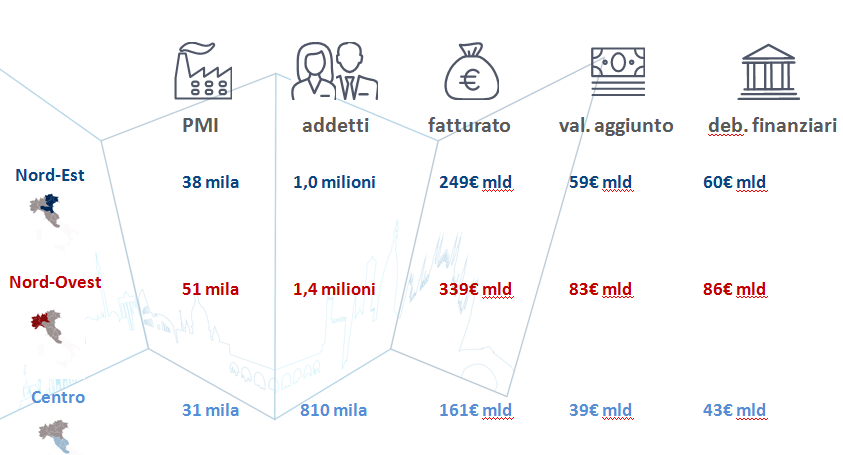 PMI addetti fatturato val. aggiunto deb. finanziari
Nord-Est
38 mila 1,0 milioni 249€ mld 59€ mld 60€ mld
Nord-Ovest
51 mila 1,4 milioni 339€ mld 83€ mld 86€ mld
Centro
31 mila 810 mila 161€ mld 39€ mld 43€ mld